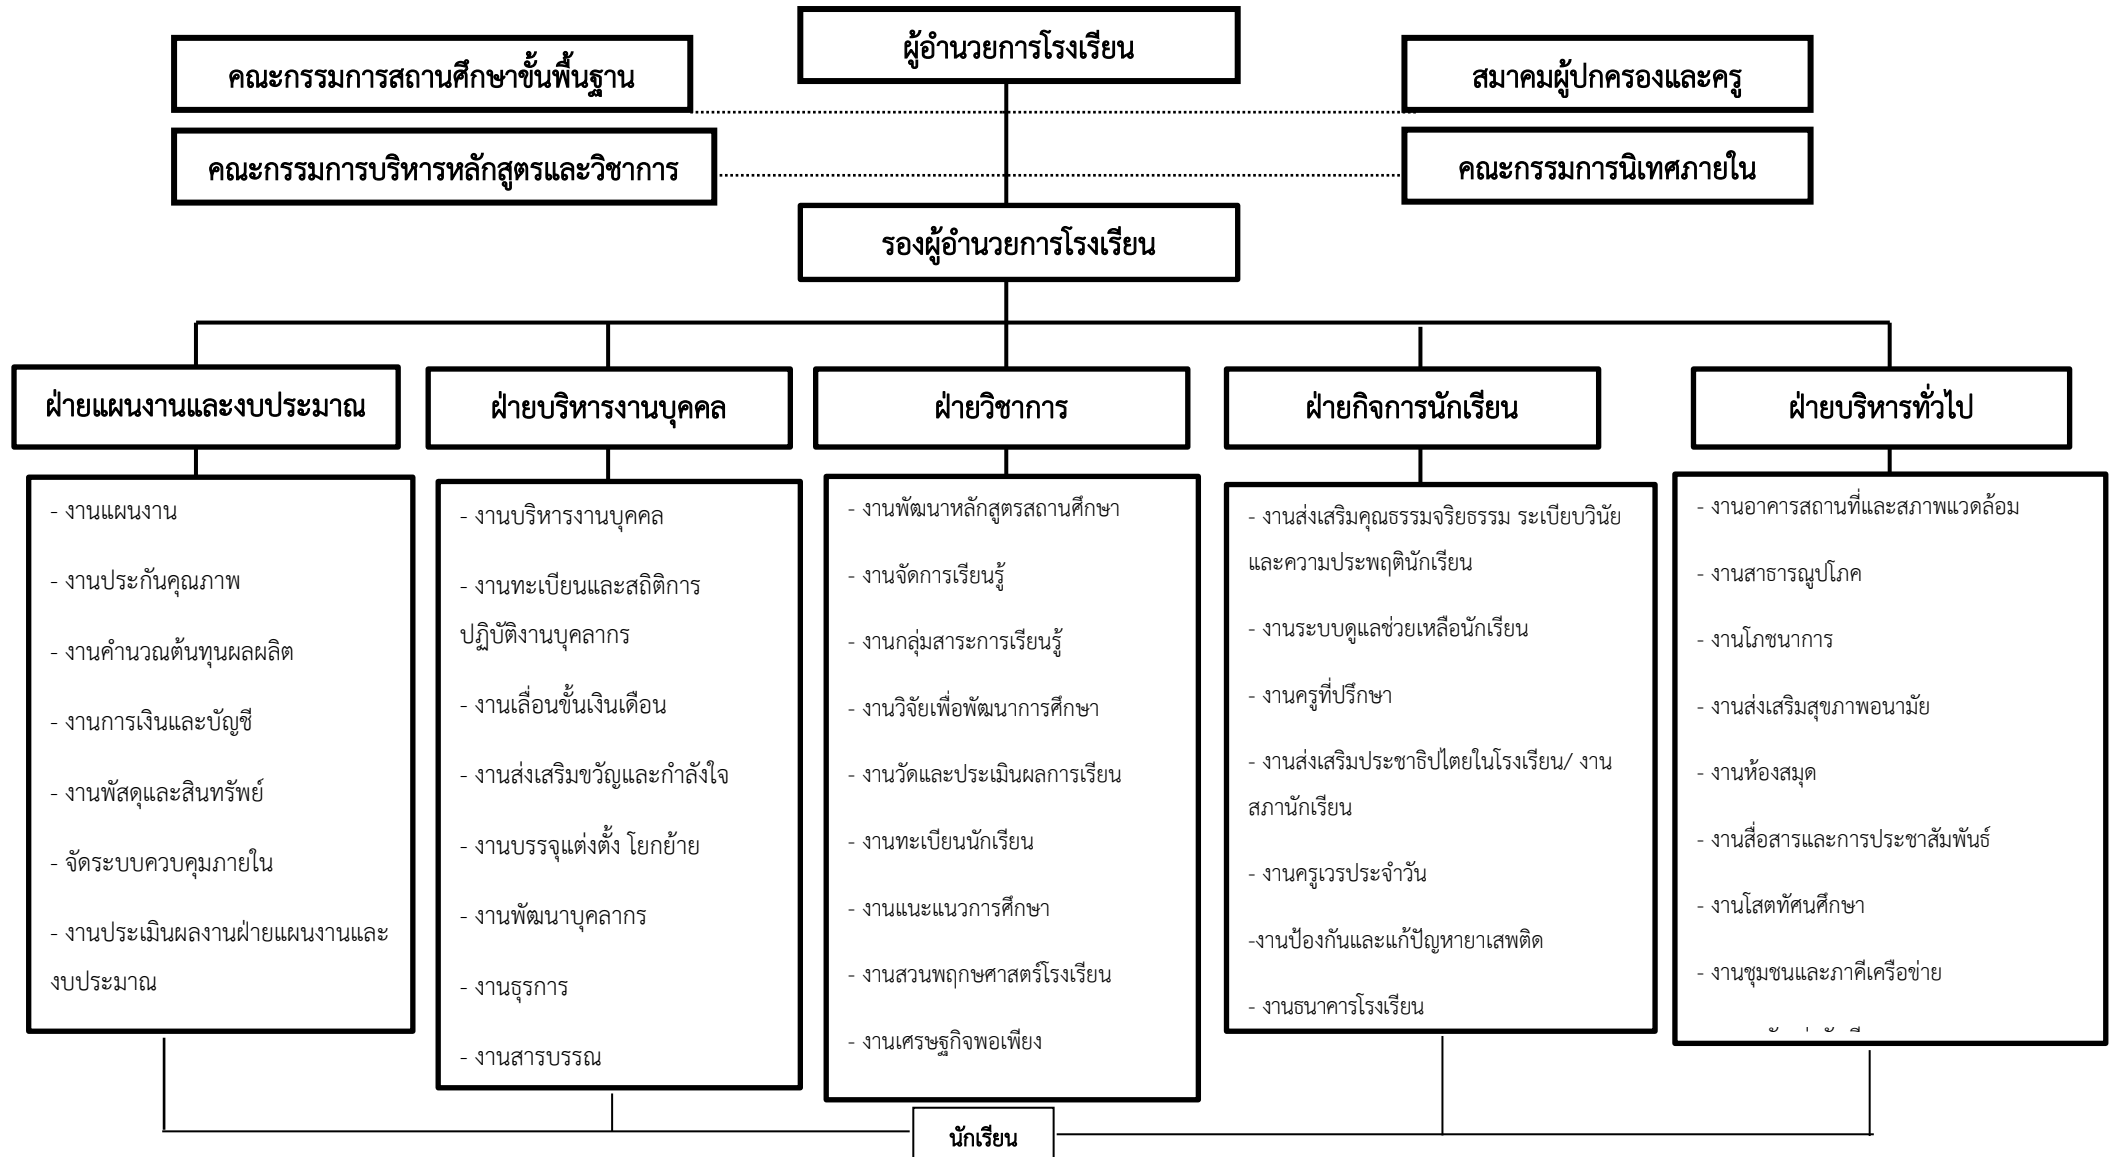 ผู้อำนวยการโรงเรียน
คณะกรรมการสถานศึกษาขั้นพื้นฐาน
สมาคมผู้ปกครองและครู
คณะกรรมการบริหารหลักสูตรและวิชาการ
คณะกรรมการนิเทศภายใน
รองผู้อำนวยการโรงเรียน
ฝ่ายแผนงานและงบประมาณ
- งานแผนงาน
- งานประกันคุณภาพ
- งานคำนวณต้นทุนผลผลิต
- งานการเงินและบัญชี
- งานพัสดุและสินทรัพย์
- จัดระบบควบคุมภายใน
- งานประเมินผลงานฝ่ายแผนงานและ
งบประมาณ
ฝ่ายบริหารงานบุคคล
- งานบริหารงานบุคคล
- งานทะเบียนและสถิติการ
ปฏิบัติงานบุคลากร
- งานเลื่อนขั้นเงินเดือน
- งานส่งเสริมขวัญและกำลังใจ
- งานบรรจุแต่งตั้ง โยกย้าย
- งานพัฒนาบุคลากร
- งานธุรการ
- งานสารบรรณ
ฝ่ายวิชาการ
- งานพัฒนาหลักสูตรสถานศึกษา
- งานจัดการเรียนรู้
- งานกลุ่มสาระการเรียนรู้
- งานวิจัยเพื่อพัฒนาการศึกษา
- งานวัดและประเมินผลการเรียน
- งานทะเบียนนักเรียน
- งานแนะแนวการศึกษา
- งานสวนพฤกษศาสตร์โรงเรียน
- งานเศรษฐกิจพอเพียง
ฝ่ายกิจการนักเรียน
- งานส่งเสริมคุณธรรมจริยธรรม ระเบียบวินัย
และความประพฤตินักเรียน
- งานระบบดูแลช่วยเหลือนักเรียน
- งานครูที่ปรึกษา
- งานส่งเสริมประชาธิปไตยในโรงเรียน/ งาน
สภานักเรียน
- งานครูเวรประจำวัน
-งานป้องกันและแก้ปัญหายาเสพติด
- งานธนาคารโรงเรียน
ฝ่ายบริหารทั่วไป
- งานอาคารสถานที่และสภาพแวดล้อม
- งานสาธารณูปโภค
- งานโภชนาการ
- งานส่งเสริมสุขภาพอนามัย
- งานห้องสมุด
- งานสื่อสารและการประชาสัมพันธ์
- งานโสตทัศนศึกษา
- งานชุมชนและภาคีเครือข่าย
นักเรียน